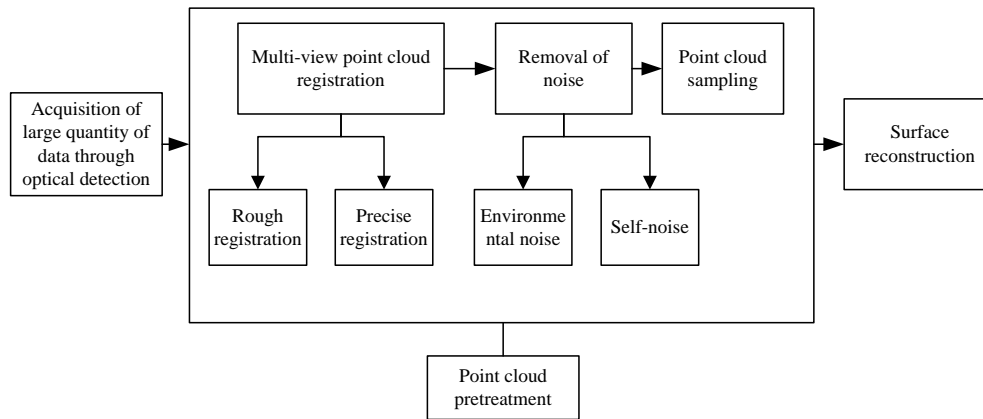 Acquisition of
large quantity of
data through
optical detection
Multi-view point cloud
registration
Removal of
noise
Point cloud
sampling
Rough
registration
Precise
registration
Environme
ntal noise
Self-noise
Surface
reconstruction
Point cloud
pretreatment